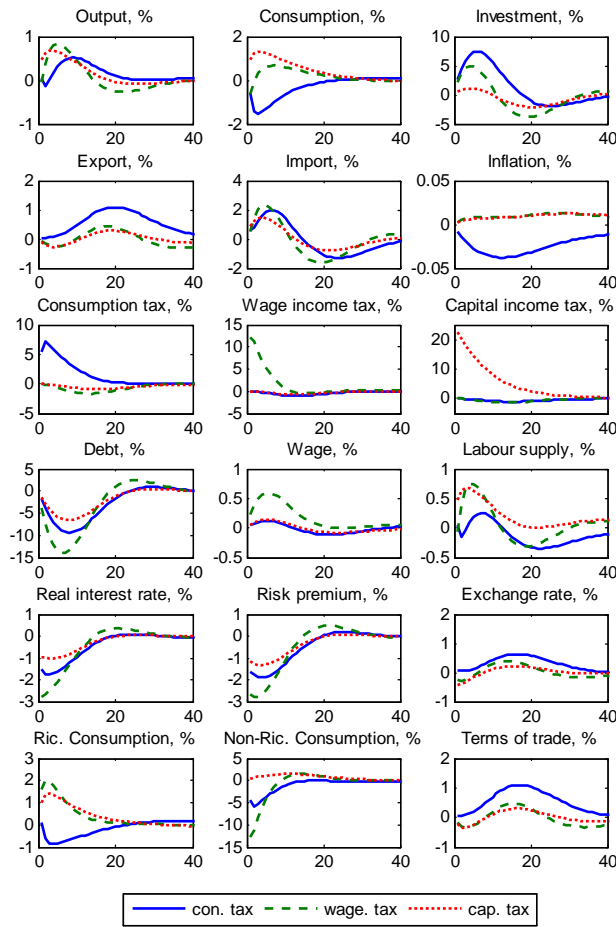 Output, % Consumption, % Investment, %
1 2 10
5
0 0 0
-1 -2 -5
0 20 40 0 20 40 0 20 40
Export, % Import, % Inflation, %
2 4 0.05
1 2
0 0 0
-1 -2 -0.05
0 20 40 0 20 40 0 20 40
Consumption tax, % Wage income tax, % Capital income tax, %
10 15
5 10 20
5 10
0 0 0
-5 -5
0 20 40 0 20 40 0 20 40
Debt, % Wage, % Labour supply, %
5 1 1
0 0.5 0.5
-5
-10 0 0
-15 -0.5 -0.5
0 20 40 0 20 40 0 20 40
Real interest rate, % Risk premium, % Exchange rate, %
1 1 2
0 0 1
-1 -1 0
-2 -2
-3 -3 -1
0 20 40 0 20 40 0 20 40
Ric. Consumption, % Non-Ric. Consumption, % Terms of trade, %
3 5 2
2 0 1
1 -5
0 -10 0
-1 -15 -1
0 20 40 0 20 40 0 20 40
con. tax wage. tax cap. tax